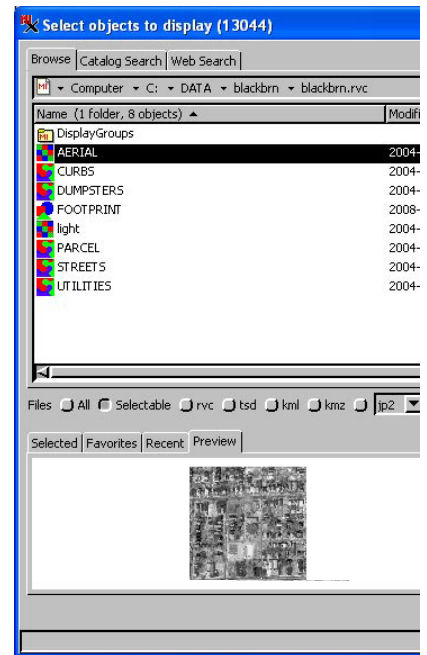 Select objects to display (13044)
Browse Catalog Search Web Search
MI Computer C: DATA blackbrn blackbrn.rvc
Name (1 folder, 8 objects) Modifi
DisplayGroups
AERIAL 2004-
CURBS 2004-
DUMPSTERS 2004-
FOOTPRINT 2008-
light 2004-
PARCEL 2004-
STREETS 2004-
UTILITIES 2004-
Files All Selectable rvc tsd kml kmz jp2
Selected Favorites Recent Preview